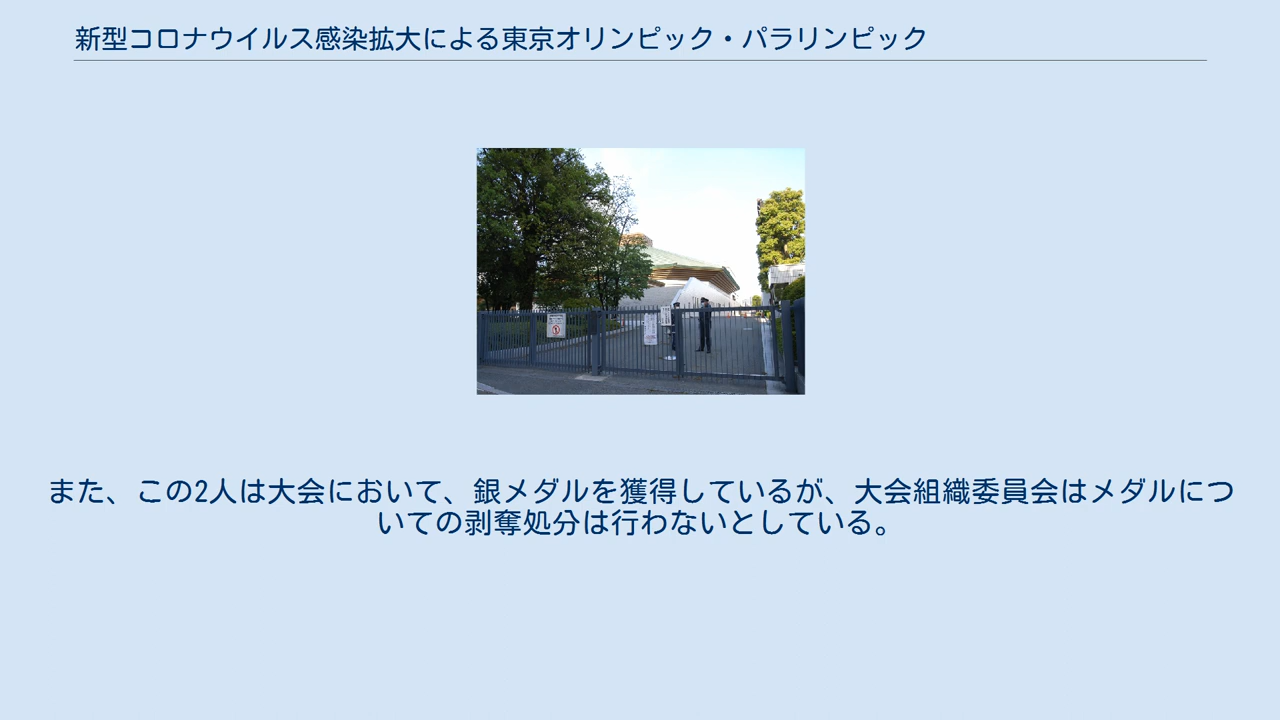 新型コロナウイルス感染拡大による東京オリンピック・パラリンピック
また、この2人は大会において、銀メダルを獲得しているが、大会組織委員会はメダルにつ
いての剥奪処分は行わないとしている。